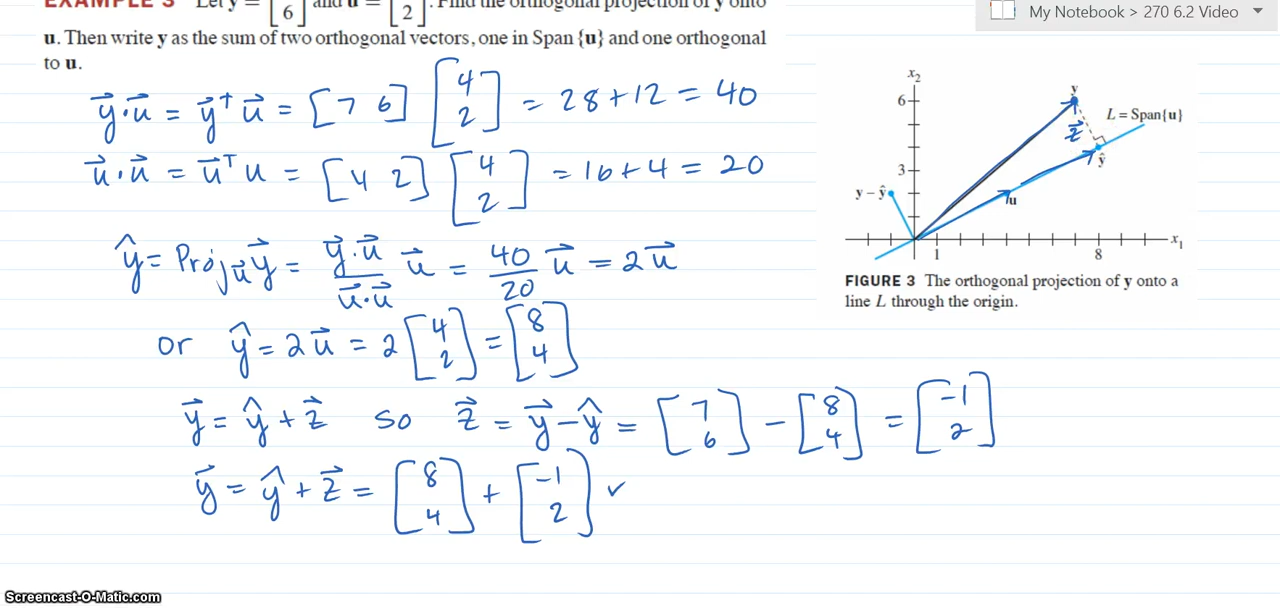 EXAMPLE 3 Let y = [ 6 ] and u = [ 2 ]. Find the orthogonal projection of y onto
u. Then write y as the sum of two orthogonal vectors, one in Span {u} and one orthogonal
to u.
My Notebook > 270 6.2 Video
y⃗·u⃗ = y⃗ᵀ u⃗ = [7 6] [4 2] = 28+12 = 40
u⃗·u⃗ = u⃗ᵀ u = [4 2] [4 2] = 16+4 = 20
ŷ = Proj_u⃗ y⃗ = (y⃗·u⃗)/(u⃗·u⃗) u⃗ = 40/20 u⃗ = 2u⃗
or ŷ = 2u⃗ = 2 [4 2] = [8 4]
y⃗ = ŷ + z⃗ so z⃗ = y⃗ - ŷ = [7 6] - [8 4] = [-1 2]
y⃗ = ŷ + z⃗ = [8 4] + [-1 2] ✓
x₂
6
y
L = Span{u}
z⃗
3
ŷ
y − ŷ
u
x₁
1
8
FIGURE 3 The orthogonal projection of y onto a
line L through the origin.
Screencast-O-Matic.com